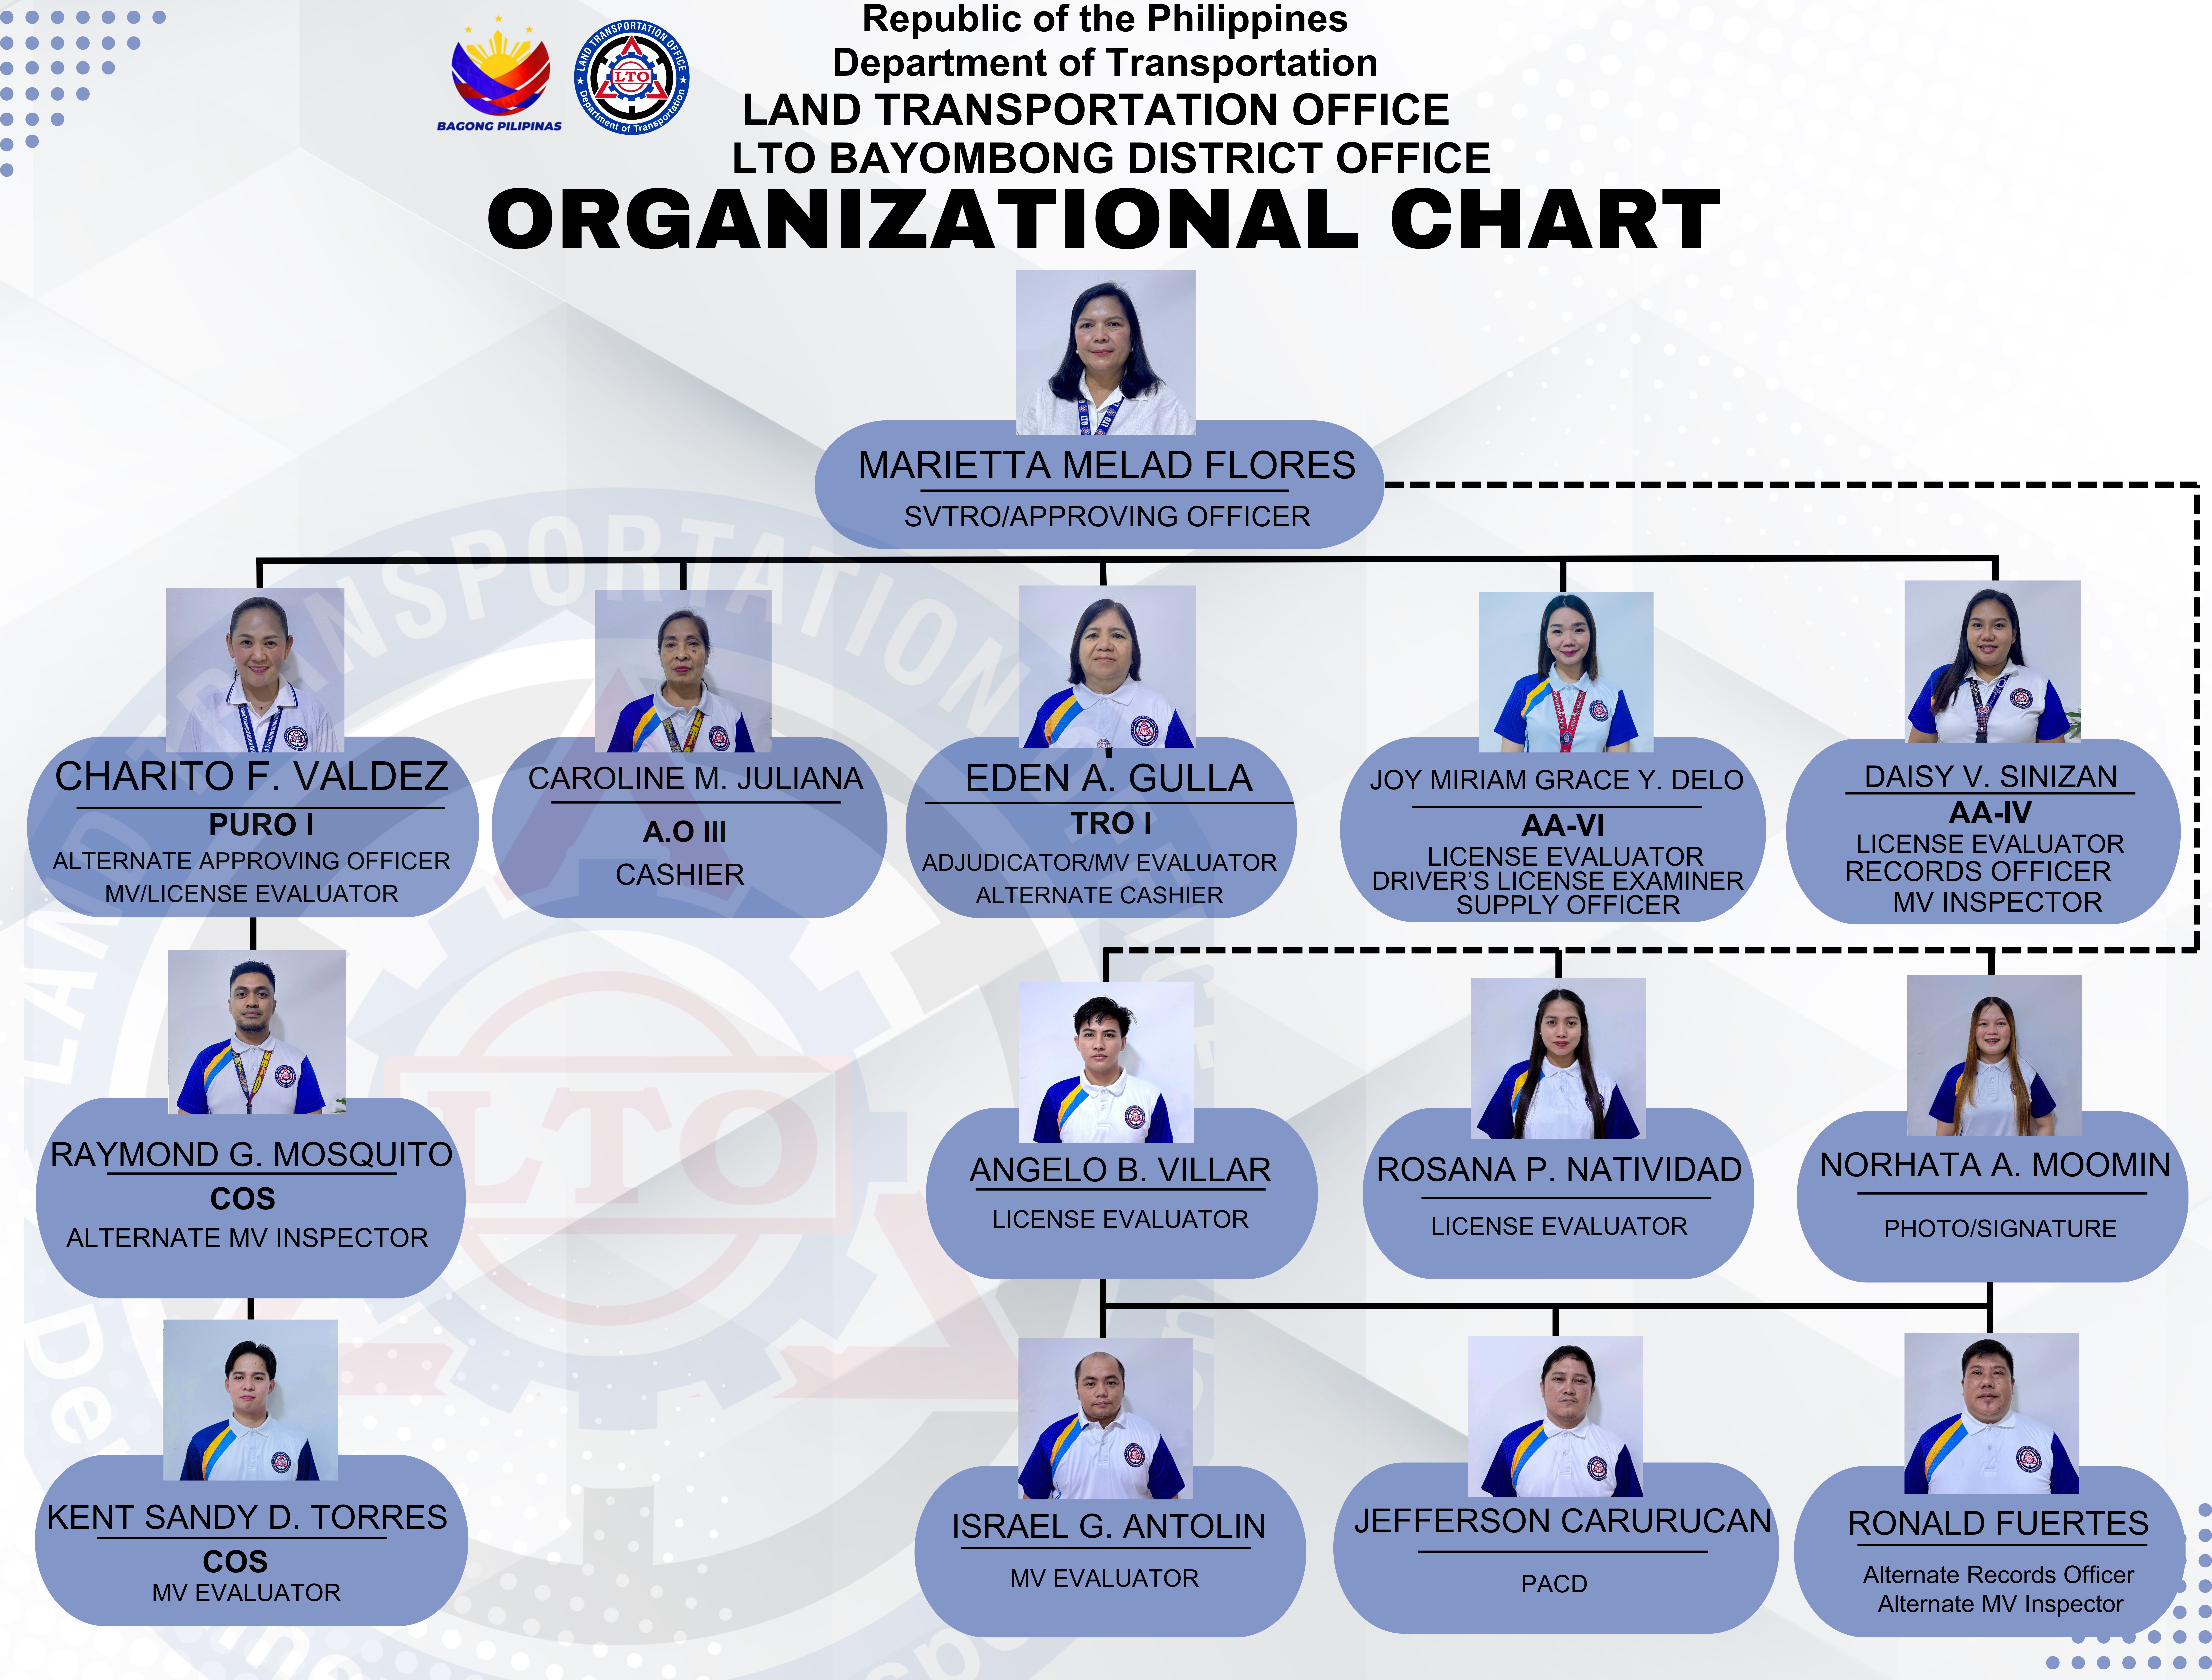 Republic of the Philippines
Department of Transportation
LAND TRANSPORTATION OFFICE
LTO BAYOMBONG DISTRICT OFFICE
ORGANIZATIONAL CHART
BAGONG PILIPINAS
LAND TRANSPORTATION OFFICE
LTO
Department of Transportation
MARIETTA MELAD FLORES
SVTRO/APPROVING OFFICER
CHARITO F. VALDEZ
PURO I
ALTERNATE APPROVING OFFICER
MV/LICENSE EVALUATOR
CAROLINE M. JULIANA
A.O III
CASHIER
EDEN A. GULLA
TRO I
ADJUDICATOR/MV EVALUATOR
ALTERNATE CASHIER
JOY MIRIAM GRACE Y. DELO
AA-VI
LICENSE EVALUATOR
DRIVER'S LICENSE EXAMINER
SUPPLY OFFICER
DAISY V. SINIZAN
AA-IV
LICENSE EVALUATOR
RECORDS OFFICER
MV INSPECTOR
RAYMOND G. MOSQUITO
COS
ALTERNATE MV INSPECTOR
ANGELO B. VILLAR
LICENSE EVALUATOR
ROSANA P. NATIVIDAD
LICENSE EVALUATOR
NORHATA A. MOOMIN
PHOTO/SIGNATURE
KENT SANDY D. TORRES
COS
MV EVALUATOR
ISRAEL G. ANTOLIN
MV EVALUATOR
JEFFERSON CARURUCAN
PACD
RONALD FUERTES
Alternate Records Officer
Alternate MV Inspector
LTO